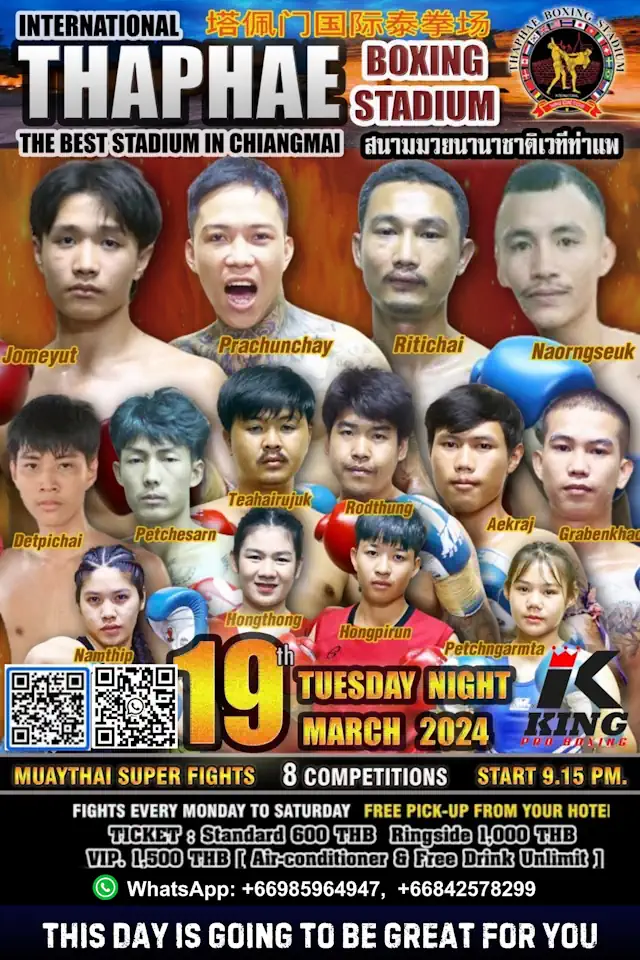 INTERNATIONAL
塔佩门国际泰拳场
THAPHAE
BOXING
STADIUM
THE BEST STADIUM IN CHIANGMAI
สนามมวยนานาชาติเวทีท่าแพ
THAPHAE BOXING STADIUM
INTERNATIONAL
Jomeyut
Prachunchay
Ritichai
Naorngseuk
Detpichai
Petchesarn
Teahairujuk
Rodthung
Aekraj
Grabenkhao
Namthip
Hongthong
Hongpirun
Petchngarmta
19th
TUESDAY NIGHT
MARCH 2024
KING
PRO BOXING
MUAYTHAI SUPER FIGHTS 8 COMPETITIONS START 9.15 PM.
FIGHTS EVERY MONDAY TO SATURDAY FREE PICK-UP FROM YOUR HOTEl
TICKET : Standard 600 THB Ringside 1,000 THB
VIP. 1,500 THB [ Air-conditioner & Free Drink Unlimit ]
WhatsApp: +66985964947, +66842578299
THIS DAY IS GOING TO BE GREAT FOR YOU